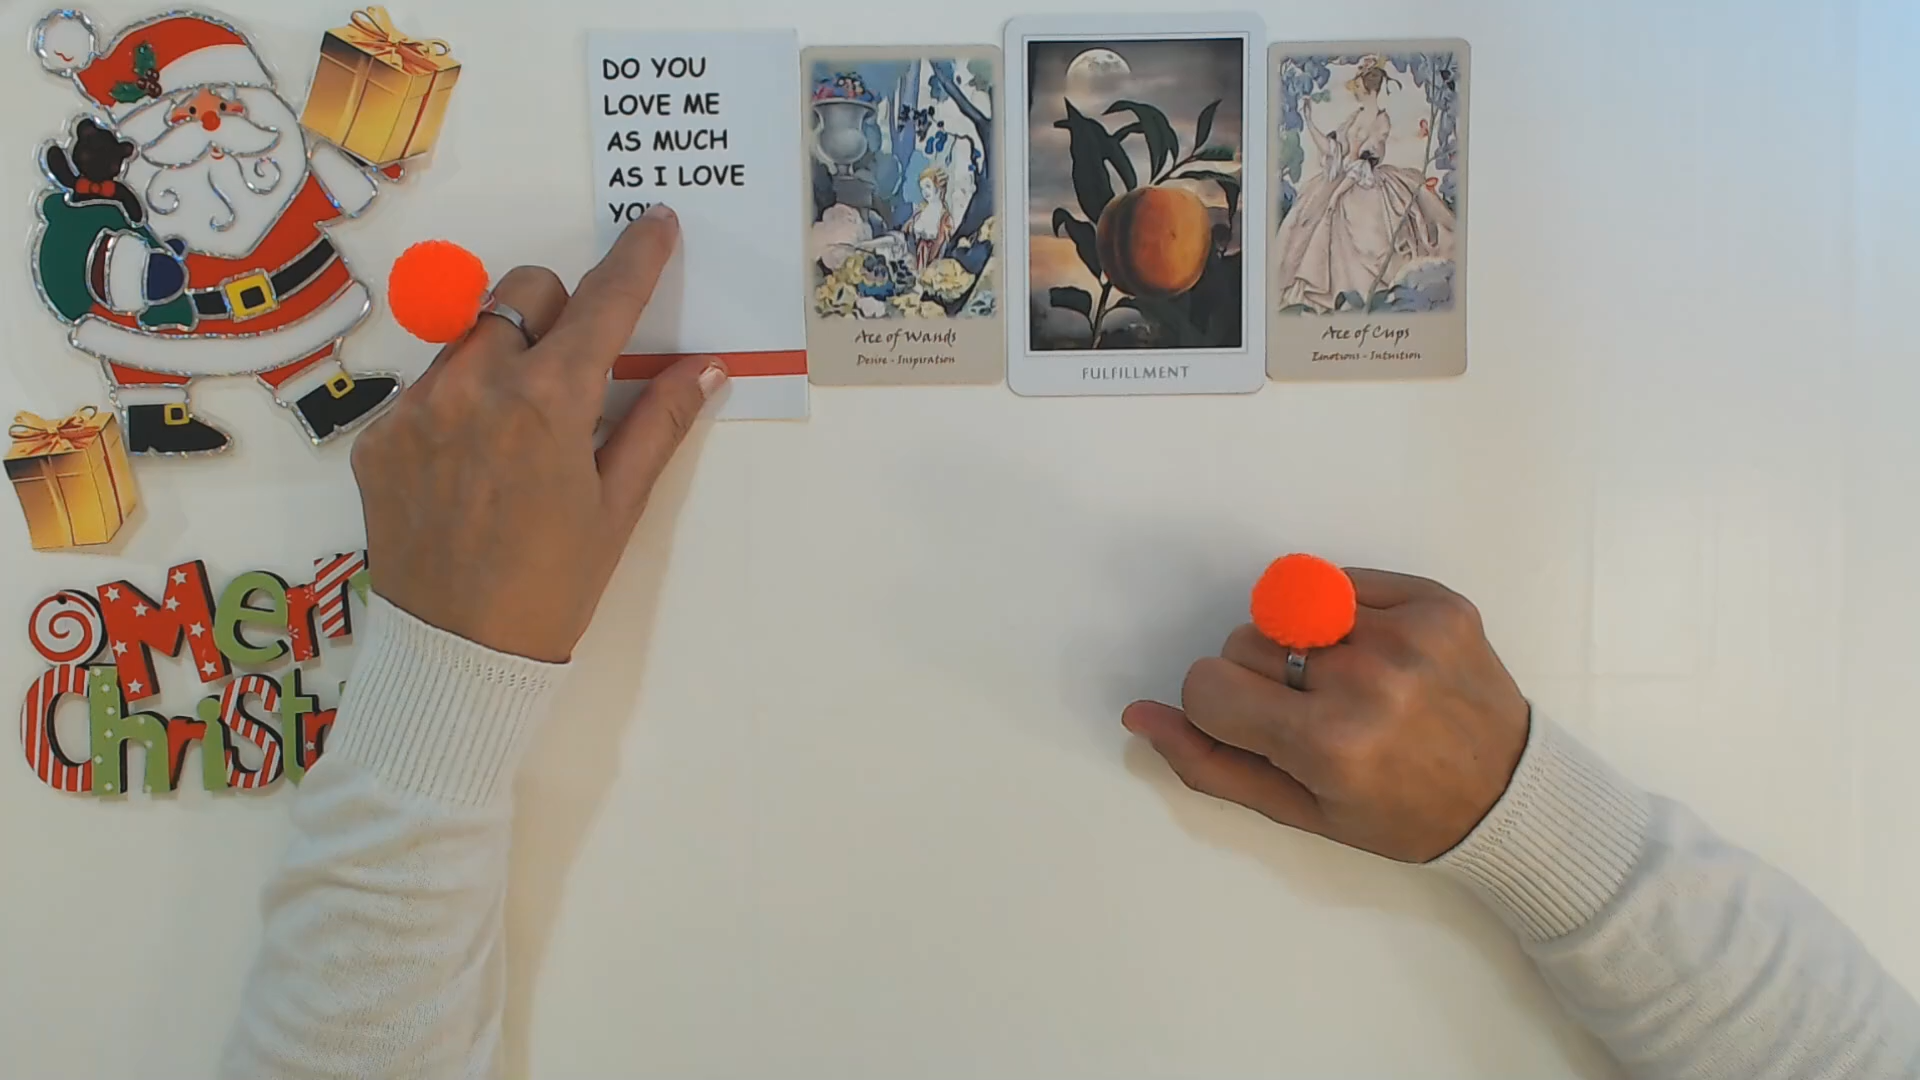 DO YOU
LOVE ME
AS MUCH
AS I LOVE
Ace of Wands
Desire - Inspiration
FULFILLMENT
Ace of Cups
Emotions - Intuition
Merry